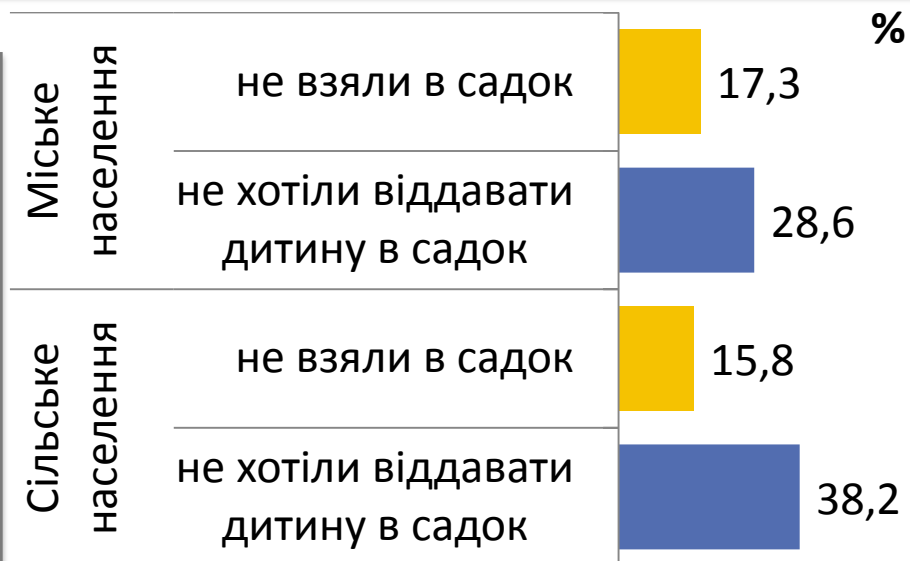 %
Міське
населення
не взяли в садок
17,3
не хотіли віддавати
дитину в садок
28,6
Сільське
населення
не взяли в садок
15,8
не хотіли віддавати
дитину в садок
38,2